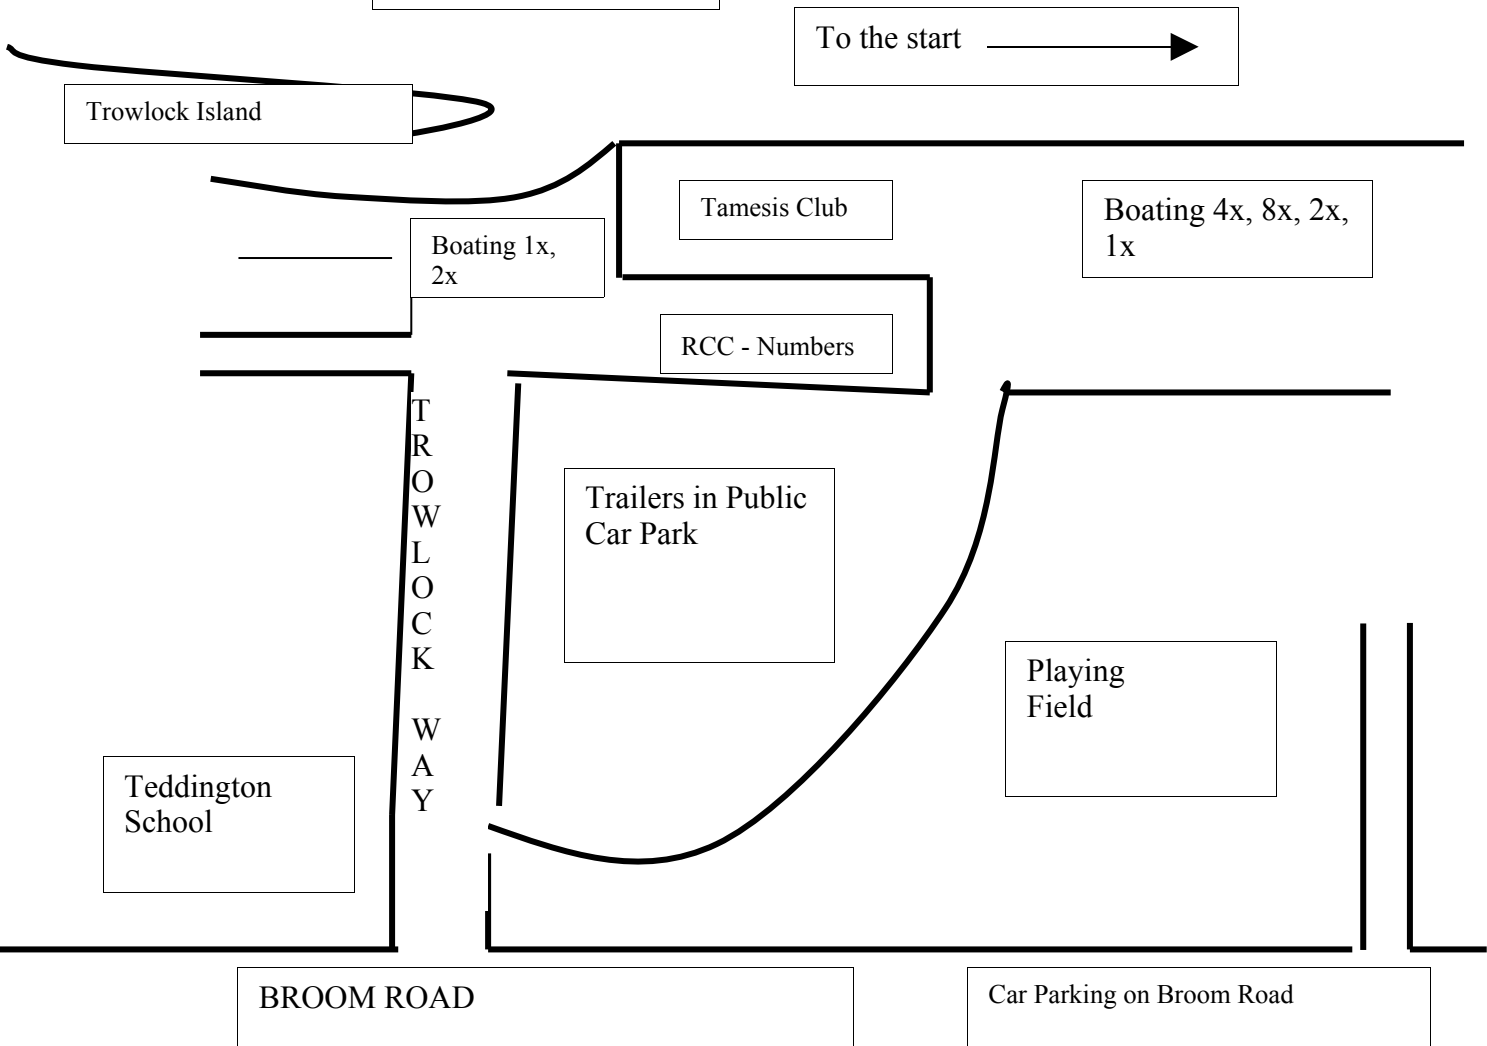 To the start
Trowlock Island
Tamesis Club
Boating 4x, 8x, 2x,
1x
Boating 1x,
2x
RCC - Numbers
T
R
O
W
L
O
C
K
W
A
Y
Trailers in Public
Car Park
Playing
Field
Teddington
School
BROOM ROAD
Car Parking on Broom Road